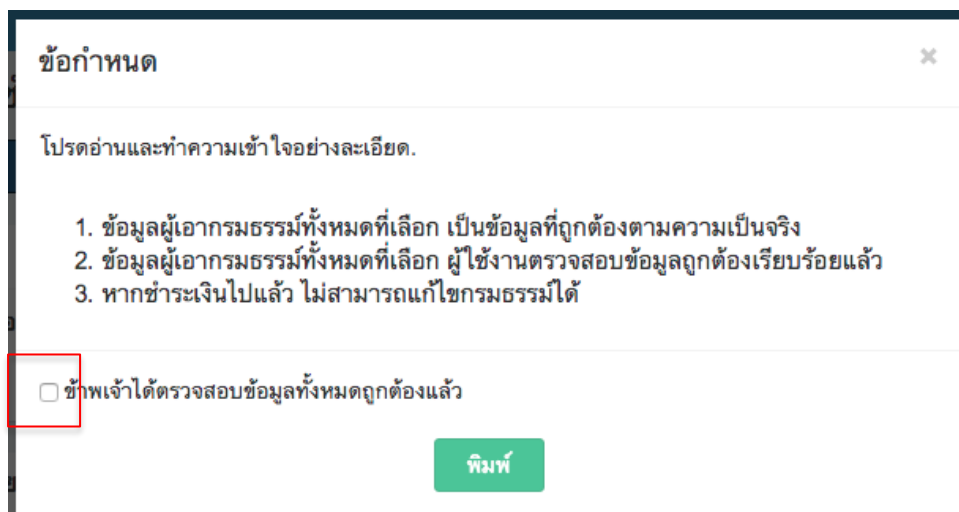 ข้อกำหนด
โปรดอ่านและทำความเข้าใจอย่างละเอียด.
1. ข้อมูลผู้เอากรมธรรม์ทั้งหมดที่เลือก เป็นข้อมูลที่ถูกต้องตามความเป็นจริง
2. ข้อมูลผู้เอากรมธรรม์ทั้งหมดที่เลือก ผู้ใช้งานตรวจสอบข้อมูลถูกต้องเรียบร้อยแล้ว
3. หากชำระเงินไปแล้ว ไม่สามารถแก้ไขกรมธรรม์ได้
ข้าพเจ้าได้ตรวจสอบข้อมูลทั้งหมดถูกต้องแล้ว
พิมพ์